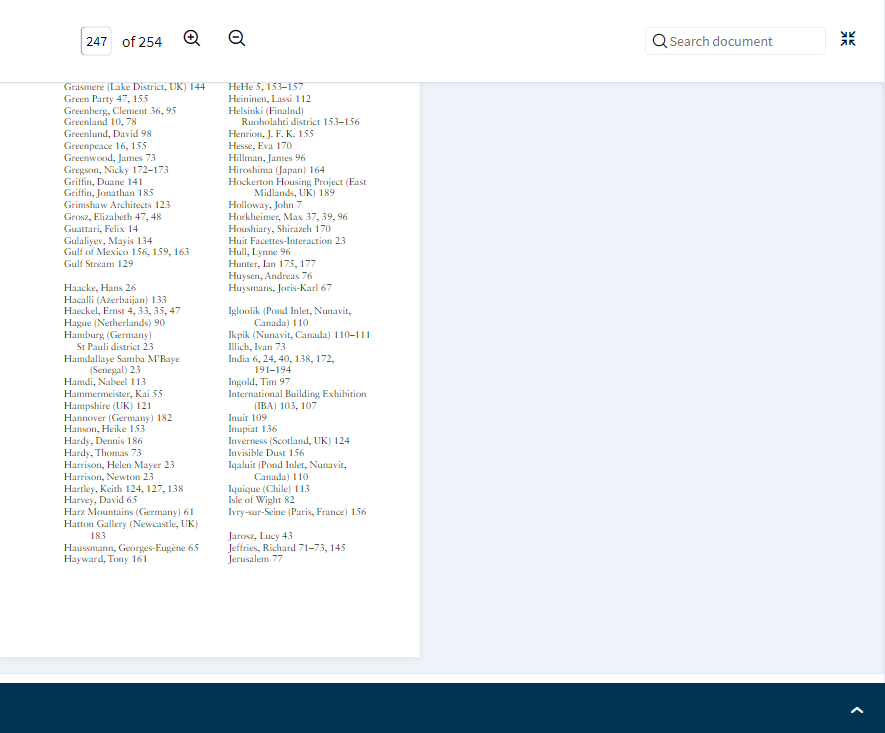 247 of 254
Search document
Grasmere (Lake District, UK) 144
Green Party 47, 155
Greenberg, Clement 36, 95
Greenland 10, 78
Greenlund, David 98
Greenpeace 16, 155
Greenwood, James 73
Gregson, Nicky 172–173
Griffin, Duane 141
Griffin, Jonathan 185
Grimshaw Architects 123
Grosz, Elizabeth 47, 48
Guattari, Felix 14
Gulaliyev, Mayis 134
Gulf of Mexico 156, 159, 163
Gulf Stream 129
Haacke, Hans 26
Hacalli (Azerbaijan) 133
Haeckel, Ernst 4, 33, 35, 47
Hague (Netherlands) 90
Hamburg (Germany)
St Pauli district 23
Hamdallaye Samba M'Baye
(Senegal) 23
Hamdi, Nabeel 113
Hammermeister, Kai 55
Hampshire (UK) 121
Hannover (Germany) 182
Hanson, Heike 153
Hardy, Dennis 186
Hardy, Thomas 73
Harrison, Helen Mayer 23
Harrison, Newton 23
Hartley, Keith 124, 127, 138
Harvey, David 65
Harz Mountains (Germany) 61
Hatton Gallery (Newcastle, UK)
183
Haussmann, Georges-Eugène 65
Hayward, Tony 161
HeHe 5, 153–157
Heininen, Lassi 112
Helsinki (Finalnd)
Ruoholahti district 153–156
Henrion, J. F. K. 155
Hesse, Eva 170
Hillman, James 96
Hiroshima (Japan) 164
Hockerton Housing Project (East
Midlands, UK) 189
Holloway, John 7
Horkheimer, Max 37, 39, 96
Houshiary, Shirazeh 170
Huit Facettes-Interaction 23
Hull, Lynne 96
Hunter, Ian 175, 177
Huysen, Andreas 76
Huysmans, Joris-Karl 67
Igloolik (Pond Inlet, Nunavit,
Canada) 110
Ikpik (Nunavit, Canada) 110–111
Illich, Ivan 73
India 6, 24, 40, 138, 172,
191–194
Ingold, Tim 97
International Building Exhibition
(IBA) 103, 107
Inuit 109
Inupiat 136
Inverness (Scotland, UK) 124
Invisible Dust 156
Iqaluit (Pond Inlet, Nunavit,
Canada) 110
Iquique (Chile) 113
Isle of Wight 82
Ivry-sur-Seine (Paris, France) 156
Jarosz, Lucy 43
Jeffries, Richard 71–73, 145
Jerusalem 77